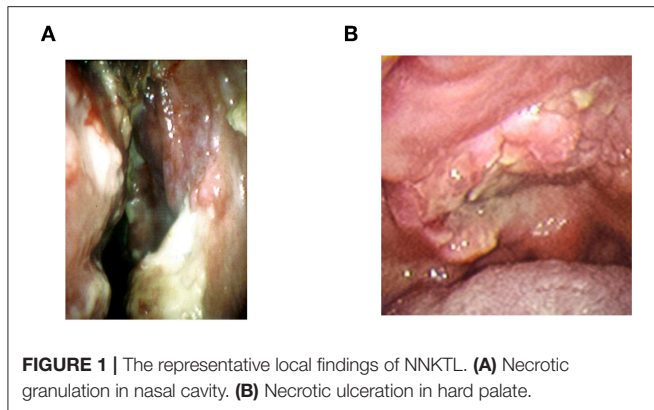 A
B
FIGURE 1 | The representative local findings of NNKTL. (A) Necrotic
granulation in nasal cavity. (B) Necrotic ulceration in hard palate.